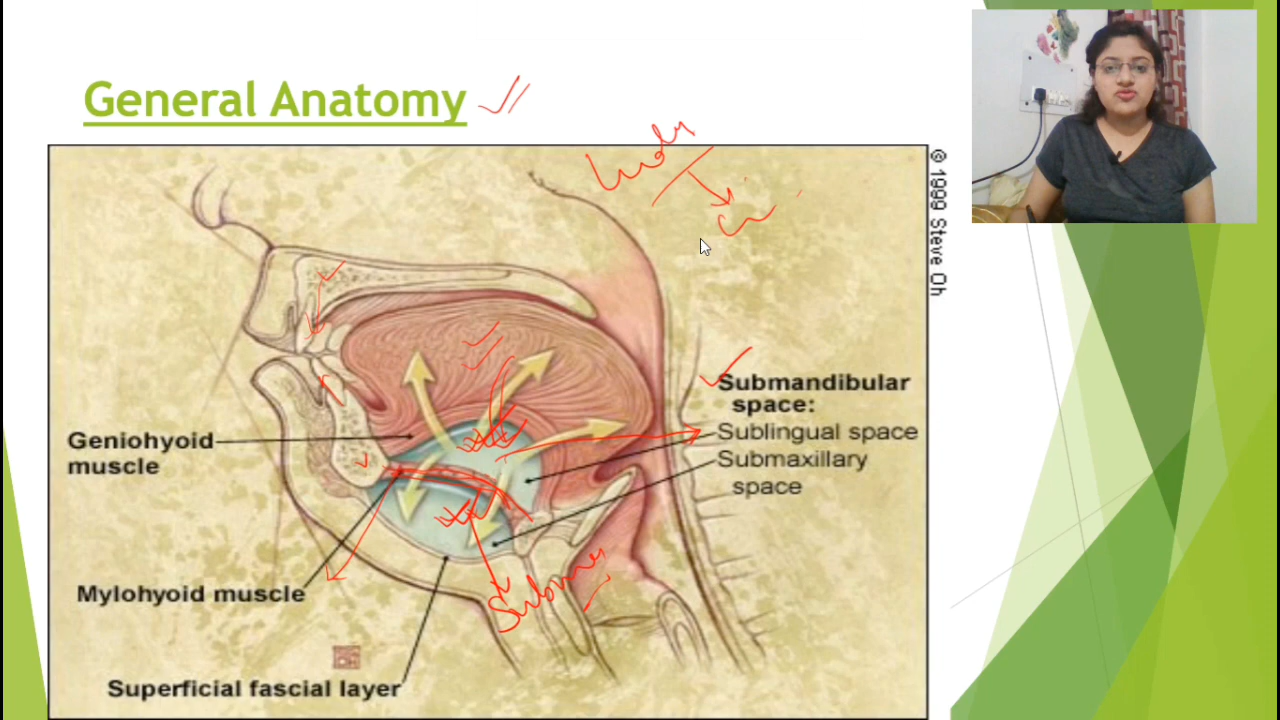 General Anatomy
© 1999 Steve Oh
Submandibular
space:
Sublingual space
Submaxillary
space
Geniohyoid
muscle
Mylohyoid muscle
Superficial fascial layer